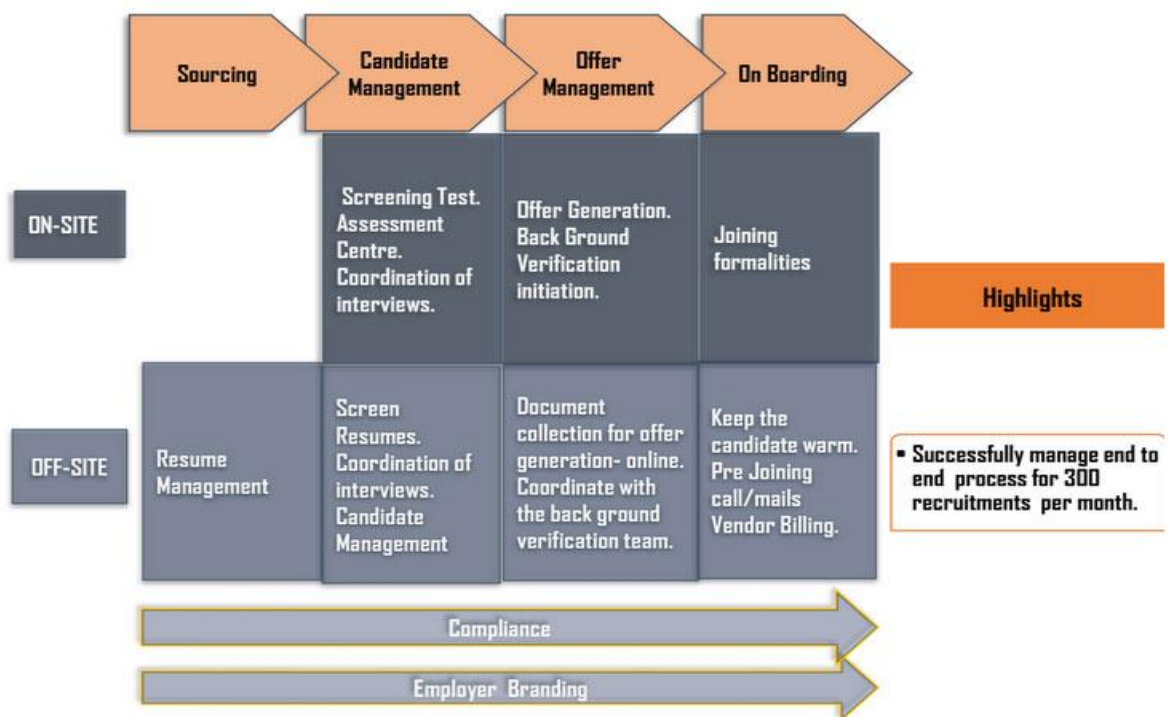 Sourcing
Candidate
Management
Offer
Management
On Boarding
ON-SITE
Screening Test.
Assessment
Centre.
Coordination of
interviews.
Offer Generation.
Back Ground
Verification
initiation.
Joining
formalities
Highlights
OFF-SITE
Resume
Management
Screen
Resumes.
Coordination of
interviews.
Candidate
Management
Document
collection for offer
generation- online.
Coordinate with
the back ground
verification team.
Keep the
candidate warm.
Pre Joining
call/mails
Vendor Billing.
▪ Successfully manage end to
end process for 300
recruitments per month.
Compliance
Employer Branding